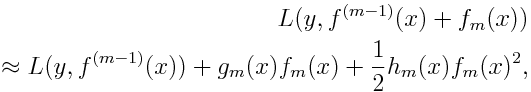 L(y, f^{(m-1)}(x) + f_m(x))
≈ L(y, f^{(m-1)}(x)) + g_m(x)f_m(x) + \frac{1}{2}h_m(x)f_m(x)^2,